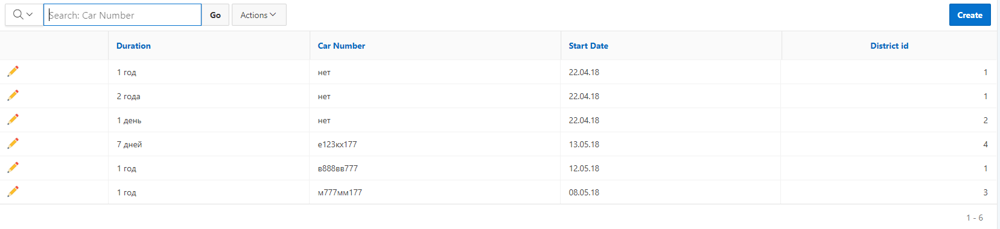 Search: Car Number Go Actions Create
Duration Car Number Start Date District id
1 год нет 22.04.18 1
2 года нет 22.04.18 1
1 день нет 22.04.18 2
7 дней е123кх177 13.05.18 4
1 год в888вв777 12.05.18 1
1 год м777мм177 08.05.18 3
1 - 6